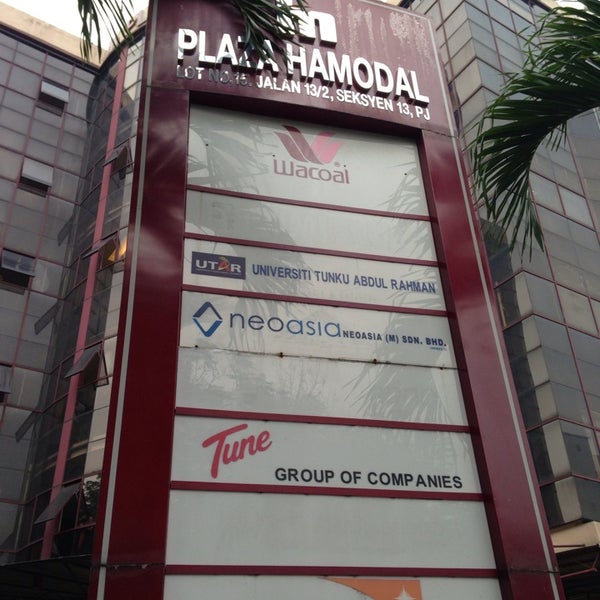 PLAZA HAMODAL
LOT NO.15, JALAN 13/2, SEKSYEN 13, PJ
Wacoal
UTAR UNIVERSITI TUNKU ABDUL RAHMAN
neoasia NEOASIA (M) SDN. BHD.
Tune GROUP OF COMPANIES